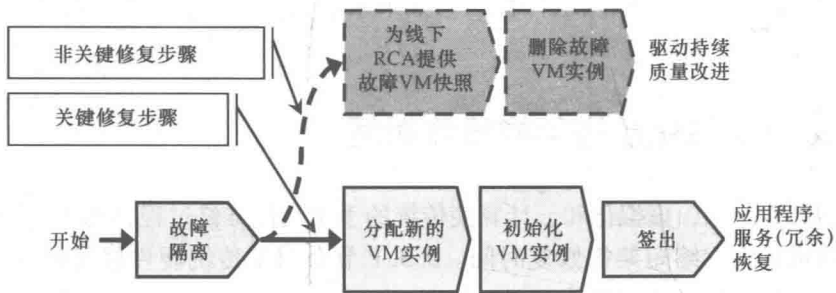 非关键修复步骤
关键修复步骤
为线下
RCA提供
故障VM快照
删除故障
VM实例
驱动持续
质量改进
开始
故障
隔离
分配新的
VM实例
初始化
VM实例
签出
应用程序
服务(冗余)
恢复